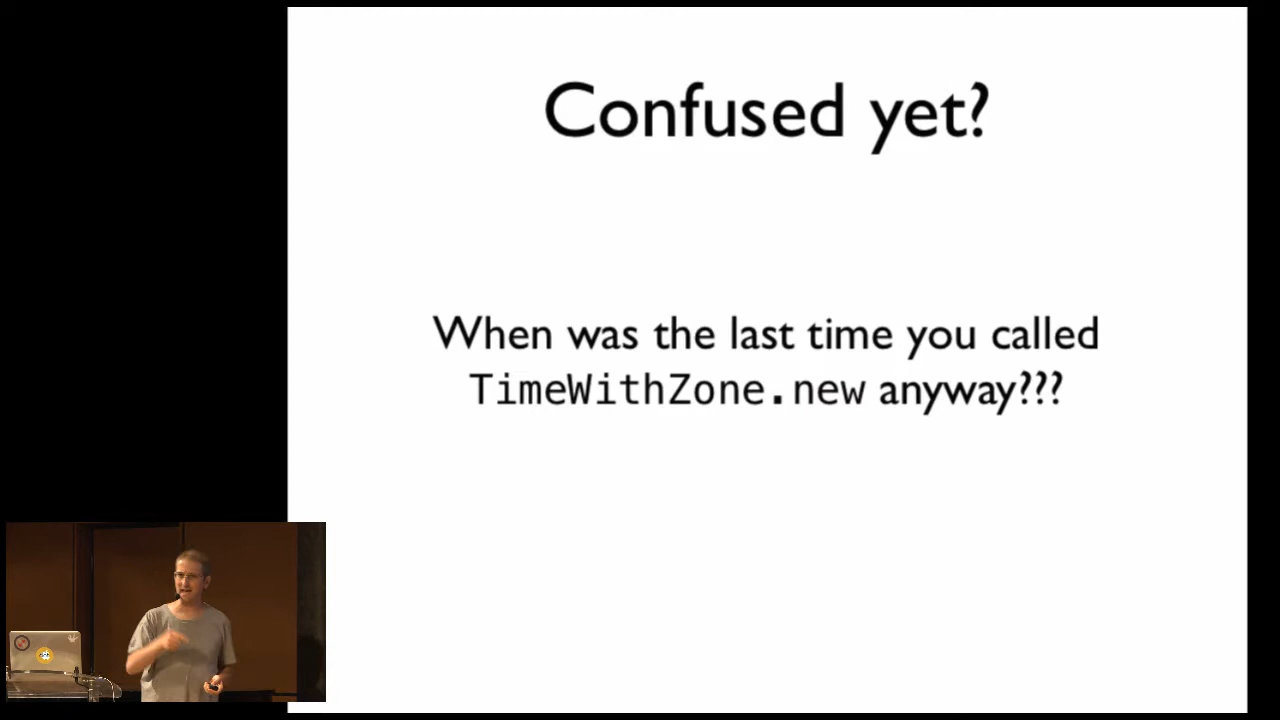 Confused yet?
When was the last time you called
TimeWithZone.new anyway???